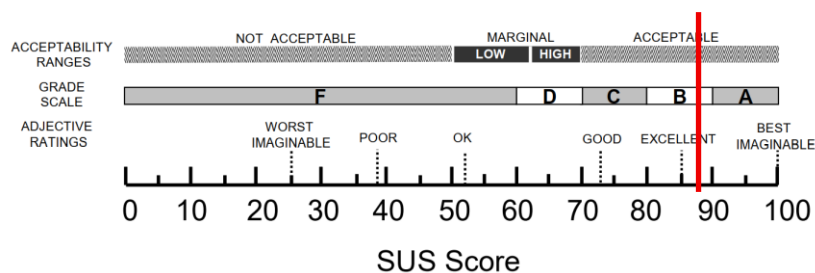 NOT ACCEPTABLE MARGINAL ACCEPTABLE
ACCEPTABILITY
RANGES
LOW HIGH
GRADE
SCALE
F D C B A
ADJECTIVE
RATINGS
WORST
IMAGINABLE
POOR
OK
GOOD
EXCELLENT
BEST
IMAGINABLE
0 10 20 30 40 50 60 70 80 90 100
SUS Score